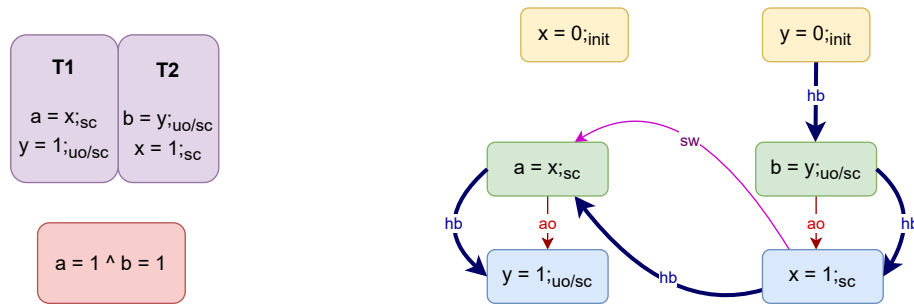 T1
a = x;sc
y = 1;uo/sc
T2
b = y;uo/sc
x = 1;sc
a = 1 ^ b = 1
x = 0;init
y = 0;init
hb
sw
a = x;sc
b = y;uo/sc
hb
ao
ao
hb
y = 1;uo/sc
hb
x = 1;sc